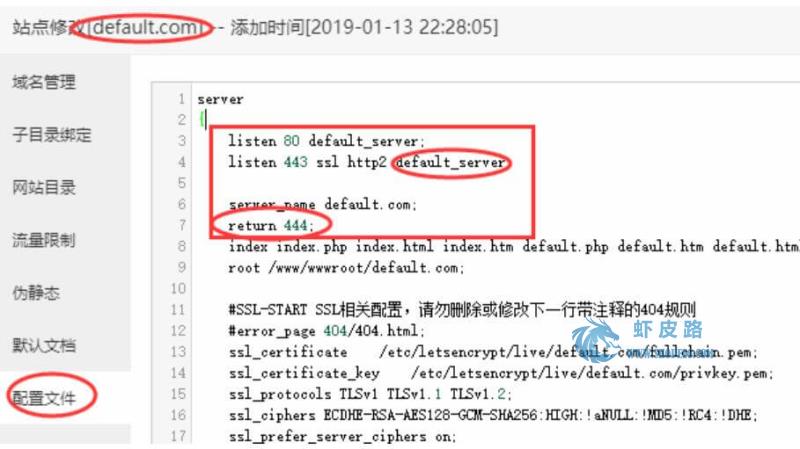 站点修改[default.com] -- 添加时间[2019-01-13 22:28:05]
域名管理
子目录绑定
网站目录
流量限制
伪静态
默认文档
配置文件
1 server
2 {
3 listen 80 default_server;
4 listen 443 ssl http2 default_server
5
6 server_name default.com;
7 return 444;
8 index index.php index.html index.htm default.php default.htm default.html
9 root /www/wwwroot/default.com;
10
11 #SSL-START SSL相关配置，请勿删除或修改下一行带注释的404规则
12 #error_page 404/404.html;
13 ssl_certificate /etc/letsencrypt/live/default.com/fullchain.pem;
14 ssl_certificate_key /etc/letsencrypt/live/default.com/privkey.pem;
15 ssl_protocols TLSv1 TLSv1.1 TLSv1.2;
16 ssl_ciphers ECDHE-RSA-AES128-GCM-SHA256:HIGH:!aNULL:!MD5:!RC4:!DHE;
17 ssl_prefer_server_ciphers on;
虾皮路